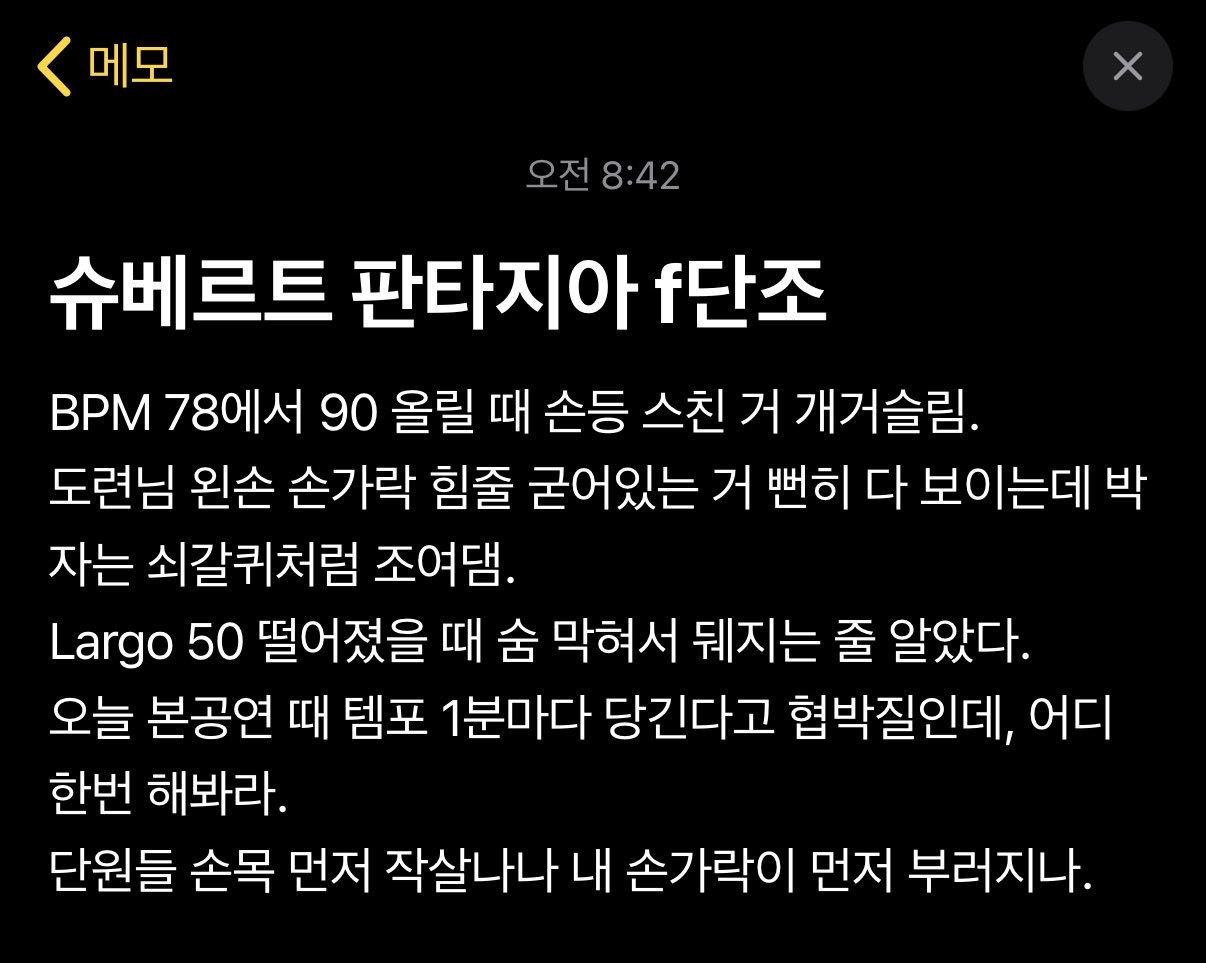 메모
오전 8:42
슈베르트 판타지아 f단조
BPM 78에서 90 올릴 때 손등 스친 거 개거슬림.
도련님 왼손 손가락 힘줄 굳어있는 거 뻔히 다 보이는데 박
자는 쇠갈퀴처럼 조여댐.
Largo 50 떨어졌을 때 숨 막혀서 뒈지는 줄 알았다.
오늘 본공연 때 템포 1분마다 당긴다고 협박질인데, 어디
한번 해봐라.
단원들 손목 먼저 작살나나 내 손가락이 먼저 부러지나.